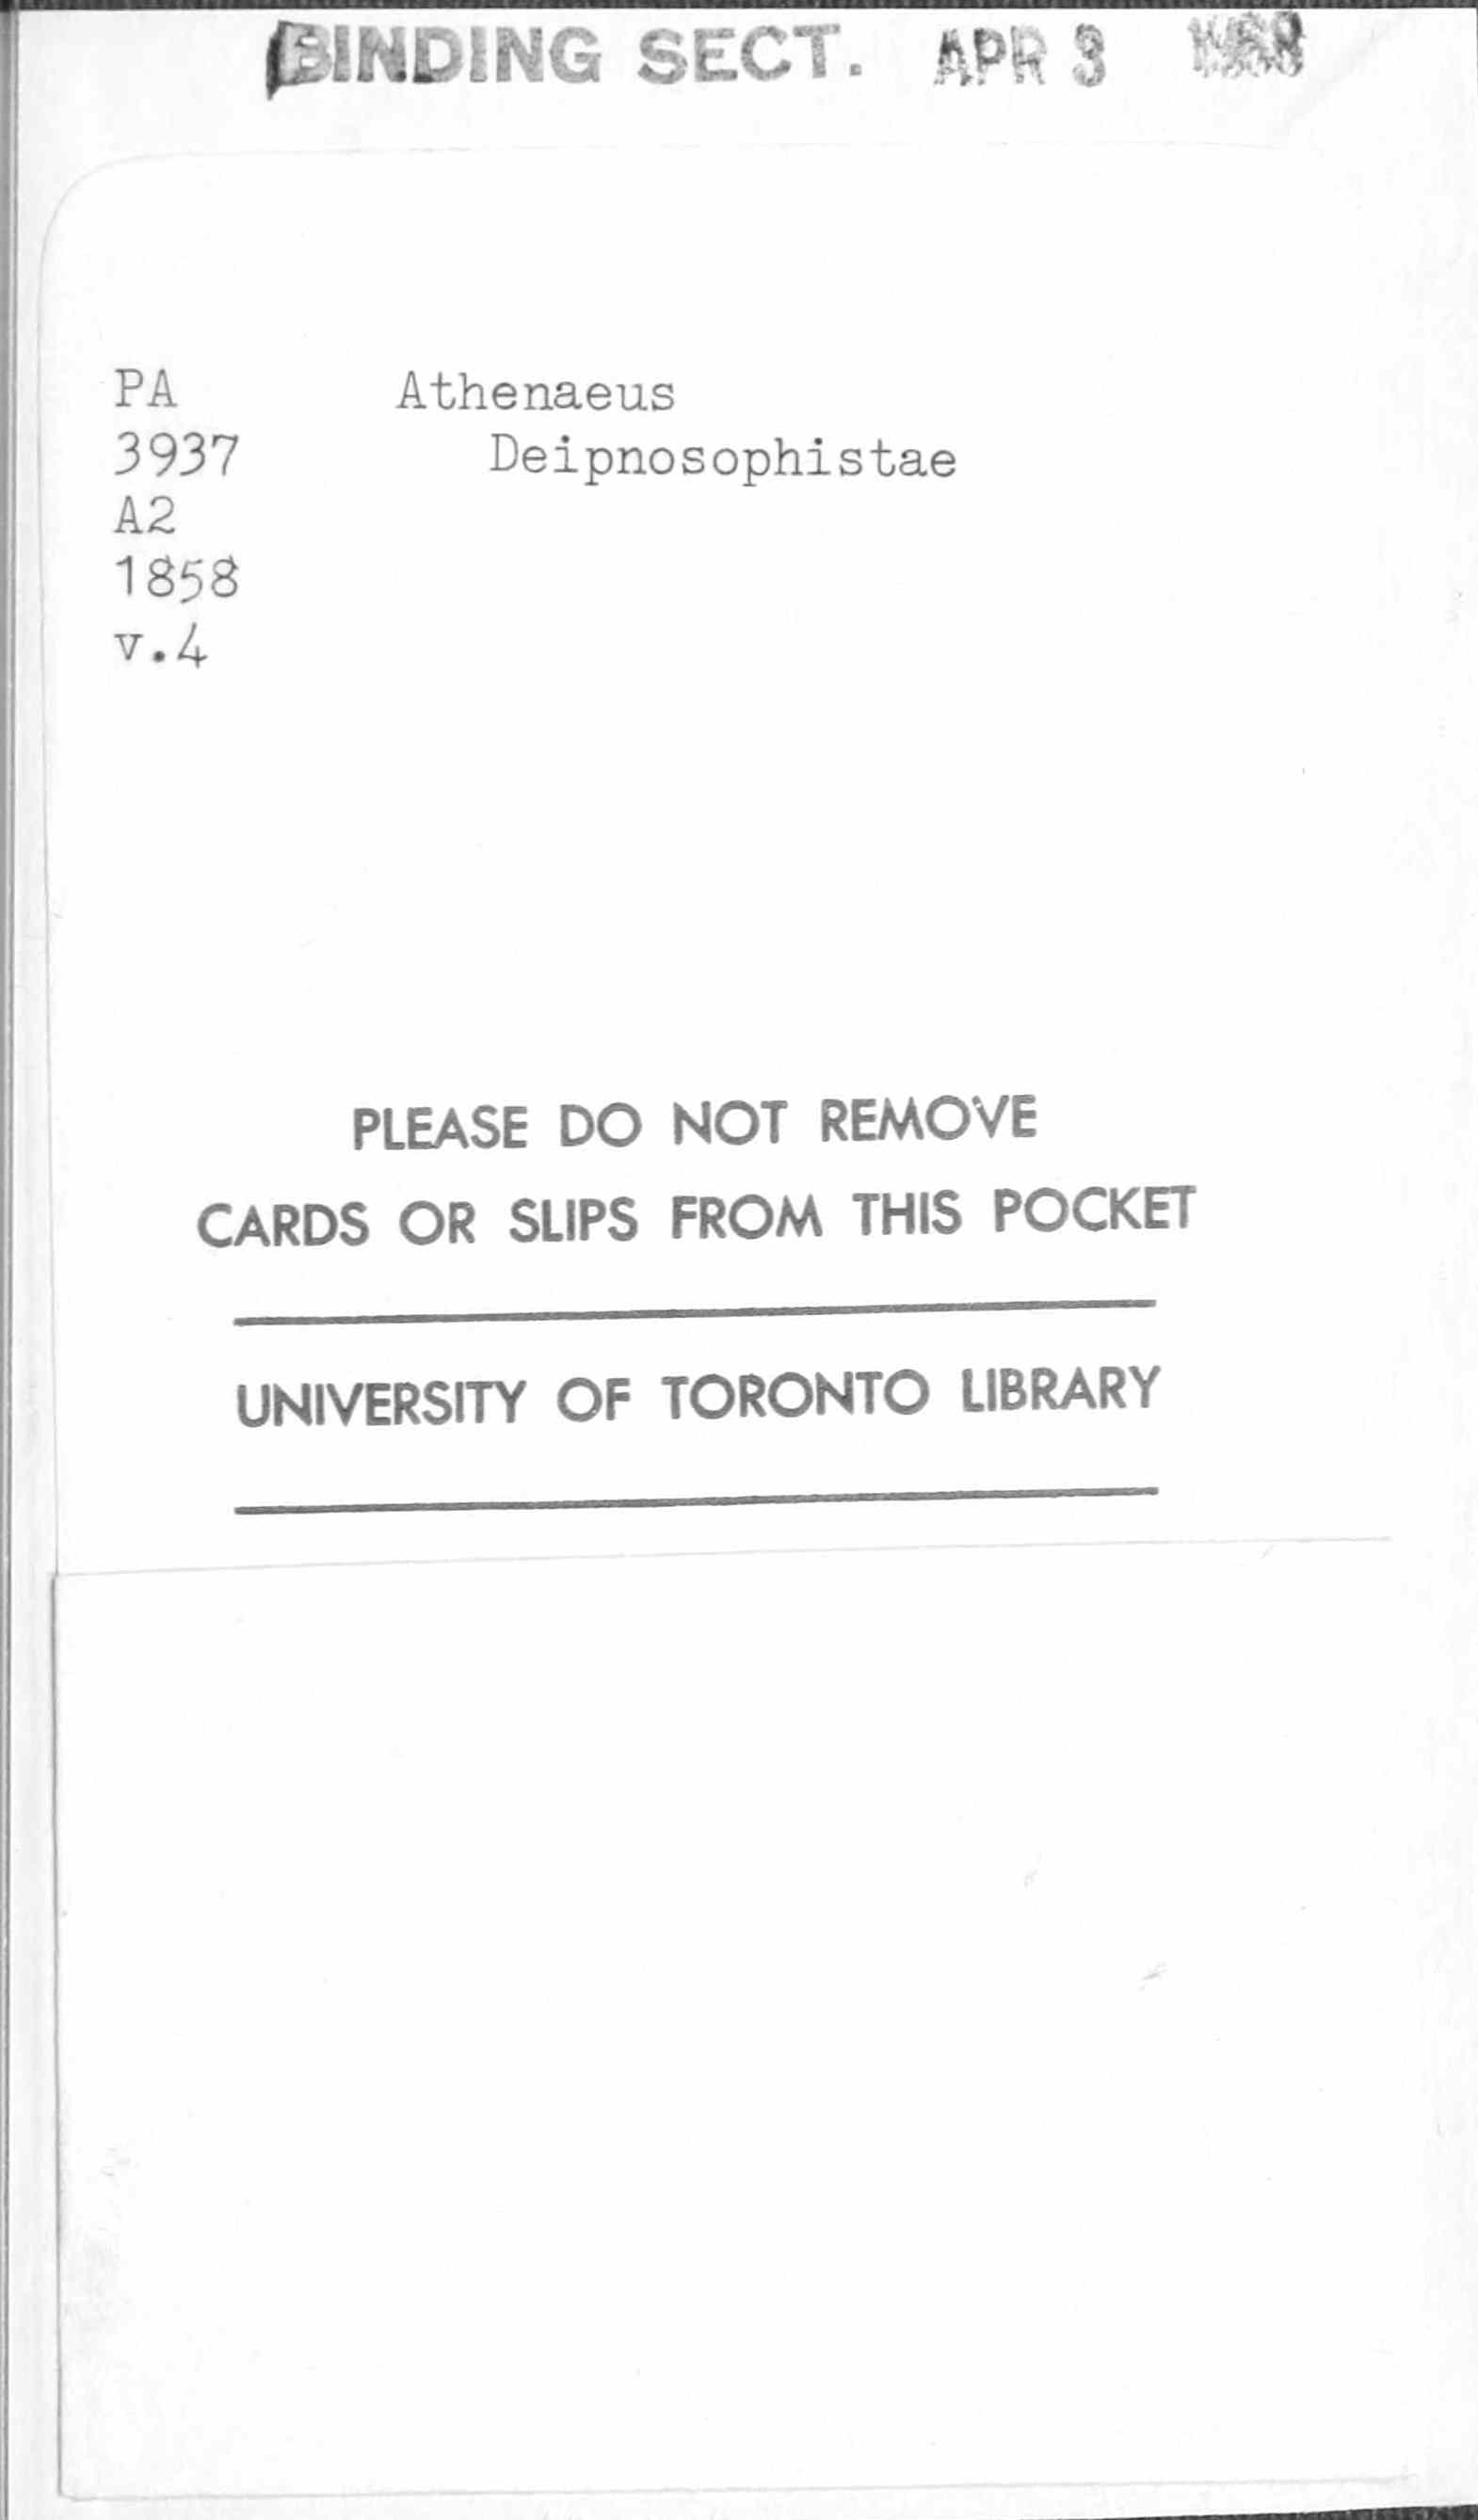 BINDING SECT. APR 3
PA Athenaeus
3937 Deipnosophistae
A2
1858
v.4
PLEASE DO NOT REMOVE
CARDS OR SLIPS FROM THIS POCKET
UNIVERSITY OF TORONTO LIBRARY